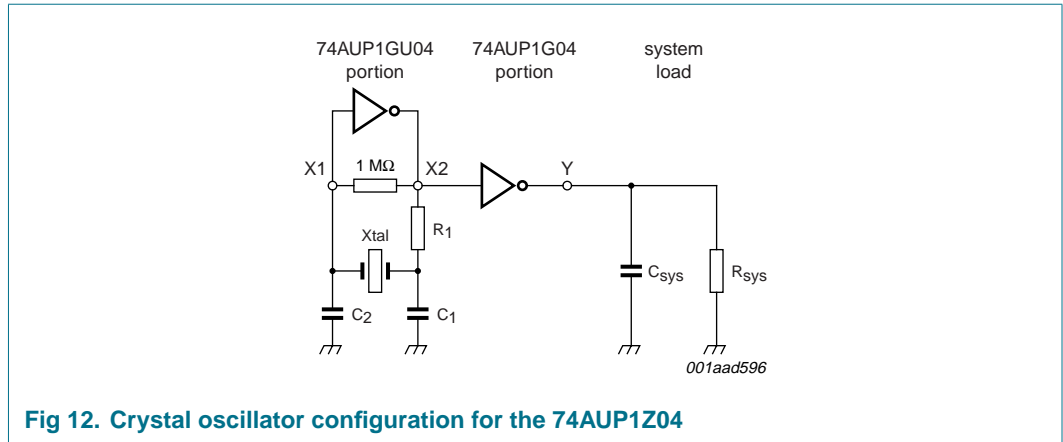 74AUP1GU04 portion
74AUP1G04 portion
system load
X1
1 MΩ
X2
Y
R1
Xtal
Csys
Rsys
C2
C1
001aad596
Fig 12. Crystal oscillator configuration for the 74AUP1Z04